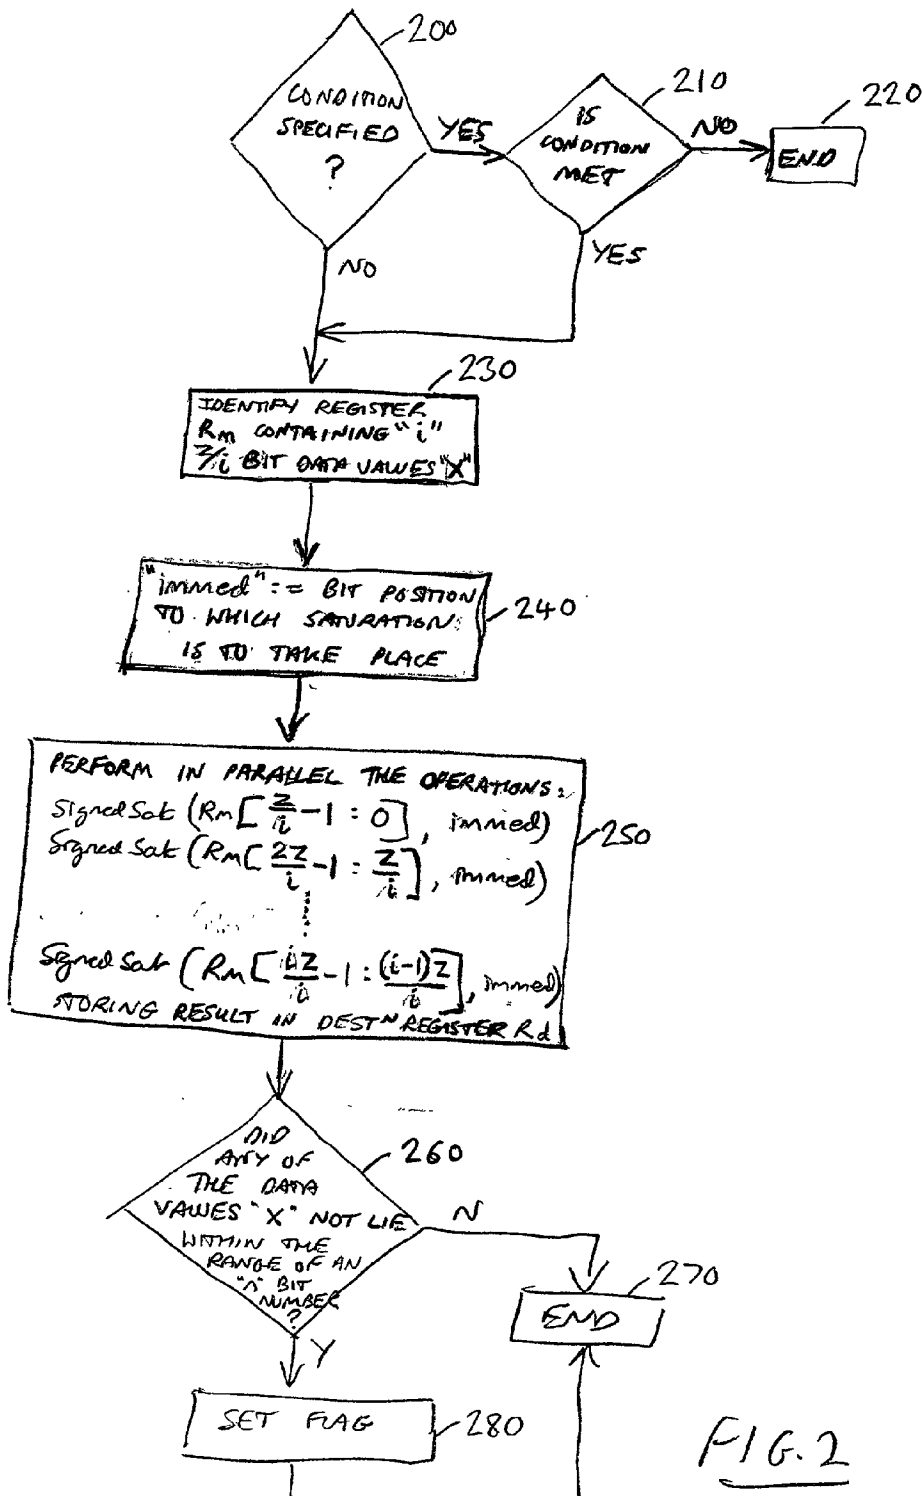 200
CONDITION
SPECIFIED
?
YES
210
IS
CONDITION
MET
NO
220
END
NO
YES
230
IDENTIFY REGISTER
Rm CONTAINING "i"
Z/i BIT DATA VALUES "X"
"immed" := BIT POSITION
TO WHICH SATURATION
IS TO TAKE PLACE
240
PERFORM IN PARALLEL THE OPERATIONS:
SignedSat (Rm[Z/i-1:0], immed)
SignedSat (Rm[2Z/i-1:Z/i], immed)
SignedSat (Rm[iZ/i-1:(i-1)Z/i], immed)
STORING RESULT IN DESTN REGISTER Rd
250
DID
ANY OF
THE DATA
VALUES "X" NOT LIE
WITHIN THE
RANGE OF AN
"n" BIT
NUMBER
?
260
N
270
END
Y
SET FLAG
280
FIG. 2